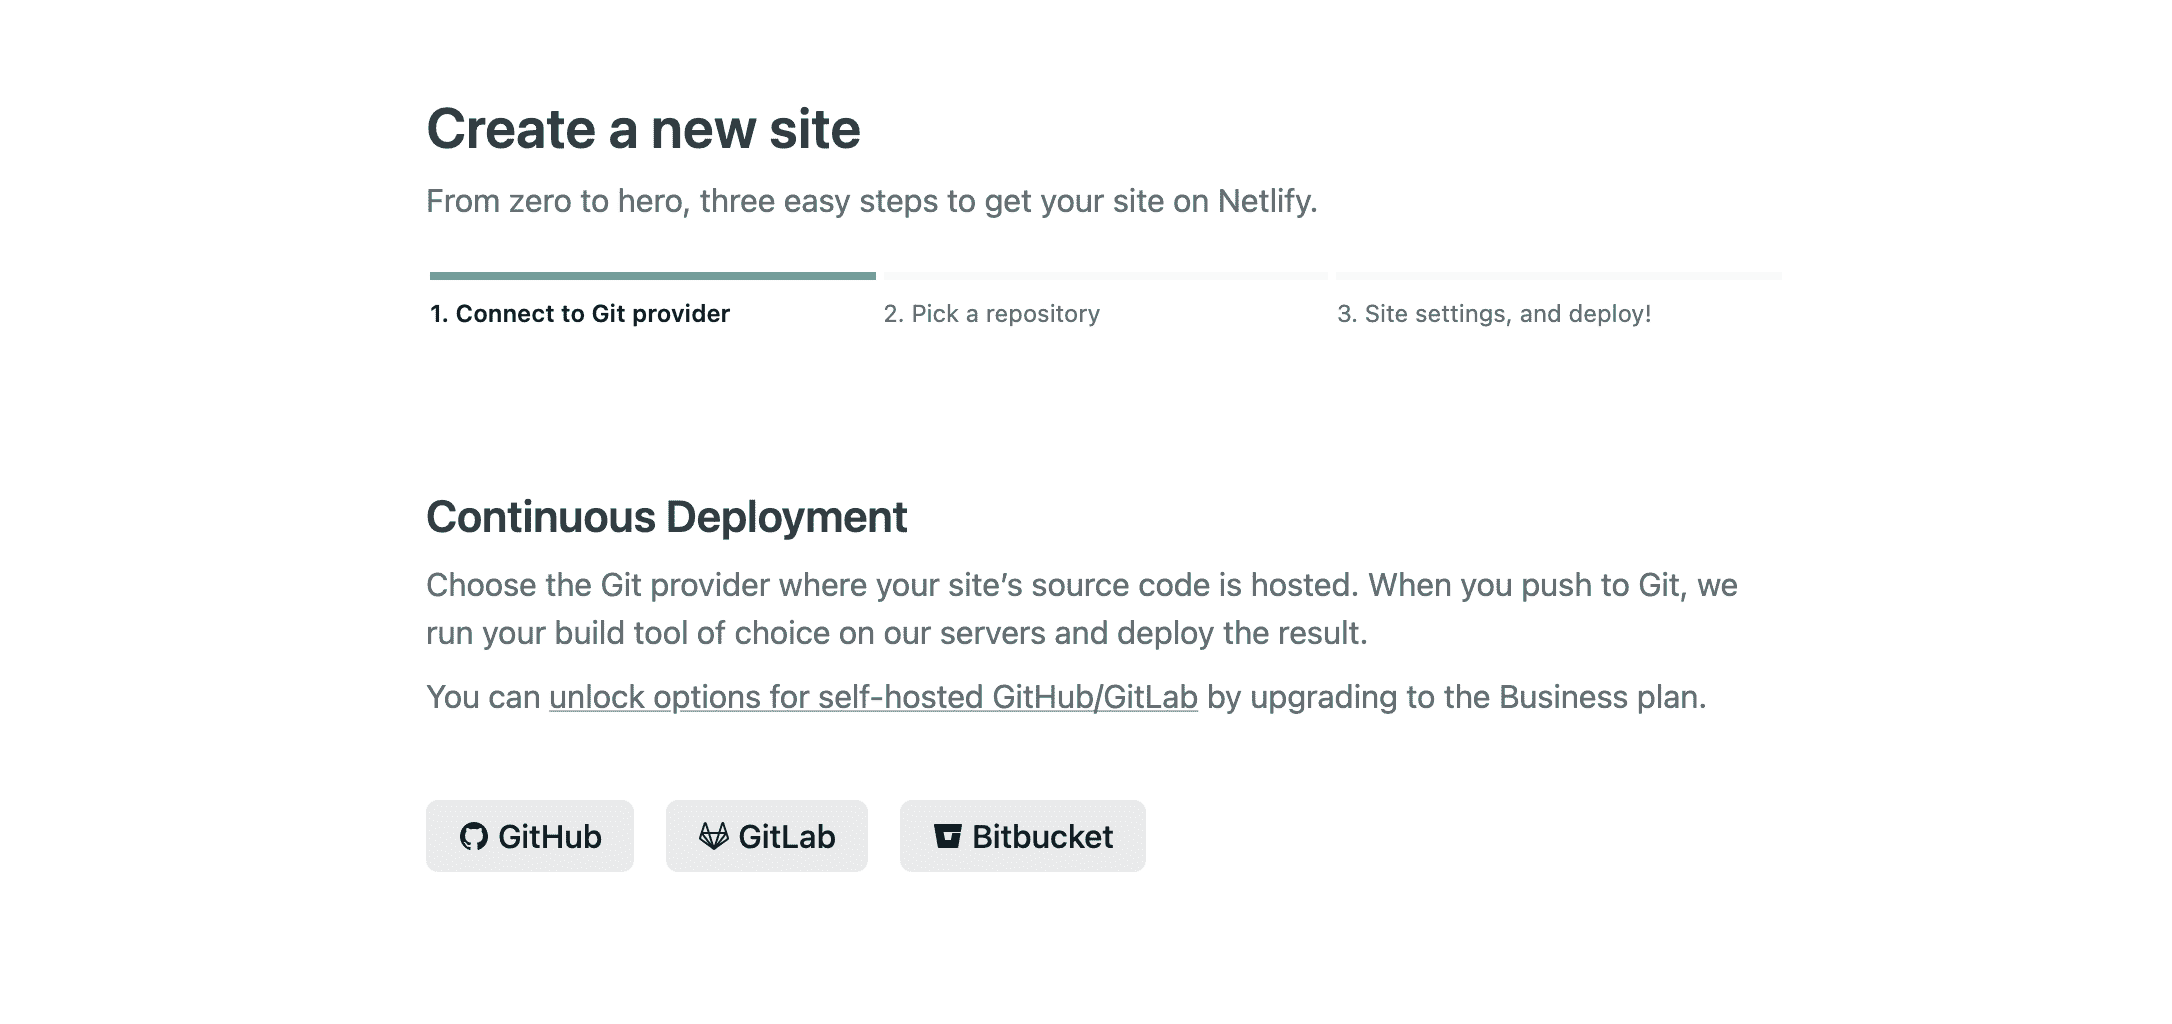 Create a new site
From zero to hero, three easy steps to get your site on Netlify.
1. Connect to Git provider
2. Pick a repository
3. Site settings, and deploy!
Continuous Deployment
Choose the Git provider where your site’s source code is hosted. When you push to Git, we
run your build tool of choice on our servers and deploy the result.
You can unlock options for self-hosted GitHub/GitLab by upgrading to the Business plan.
GitHub
GitLab
Bitbucket